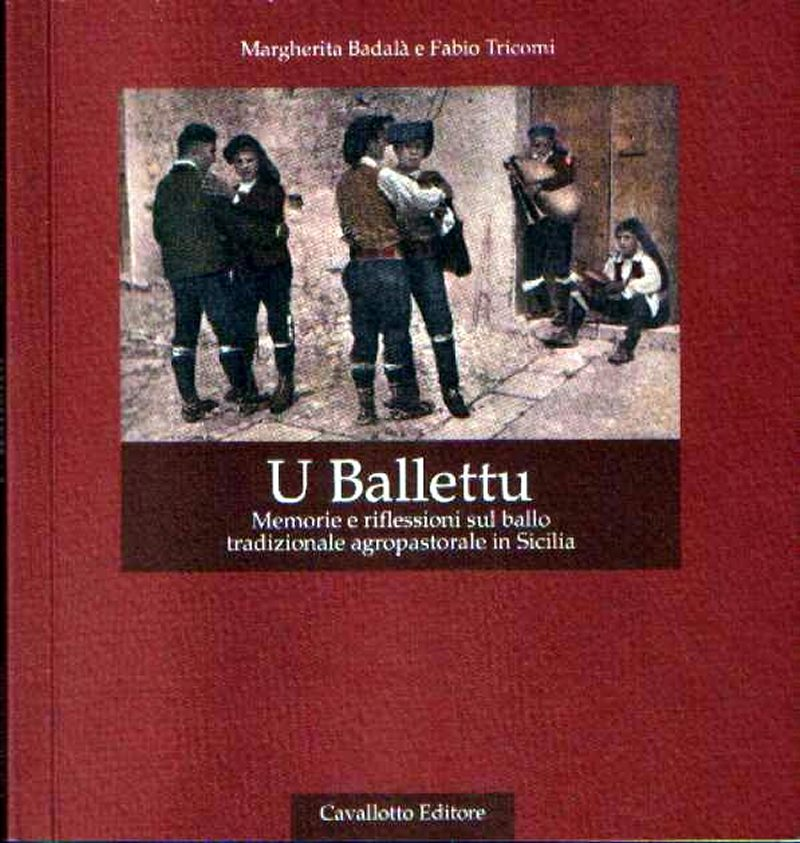 Margherita Badalà e Fabio Tricomi
U Ballettu
Memorie e riflessioni sul ballo
tradizionale agropastorale in Sicilia
Cavallotto Editore